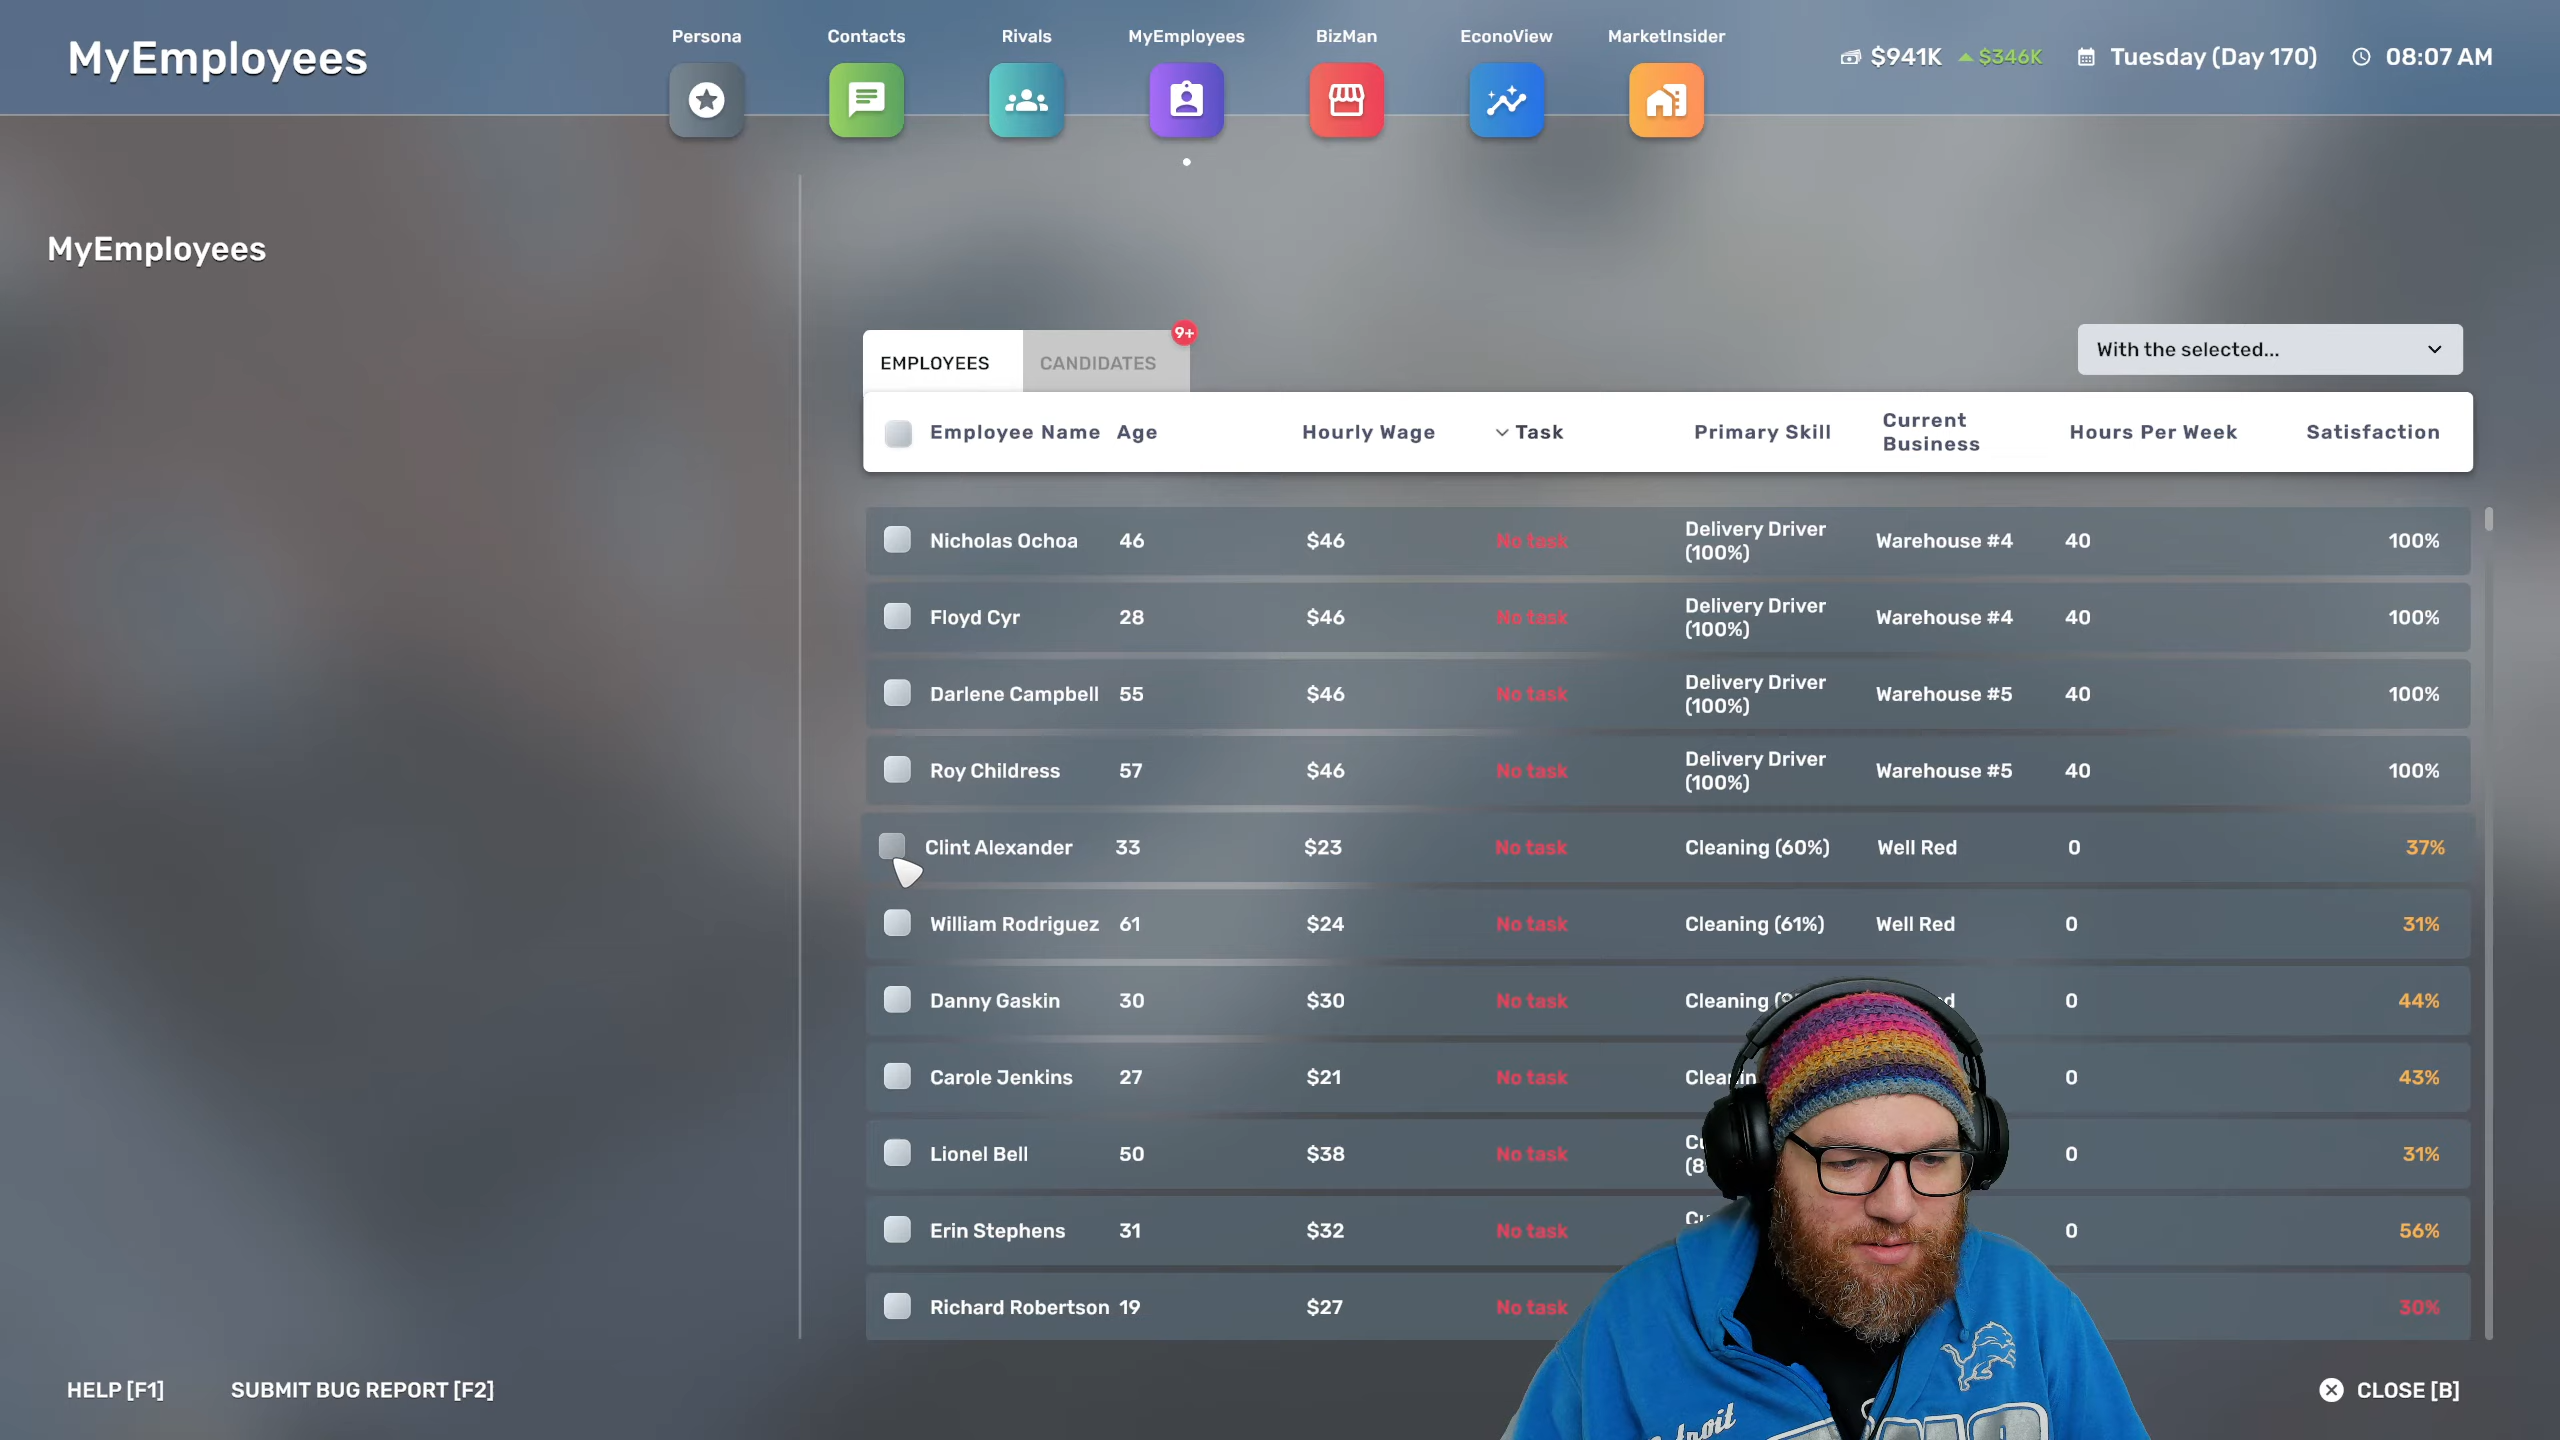 MyEmployees
Persona
Contacts
Rivals
MyEmployees
BizMan
EconoView
MarketInsider
$941K
$346K
Tuesday (Day 170)
08:07 AM
MyEmployees
EMPLOYEES
CANDIDATES
9+
With the selected...
Employee Name Age Hourly Wage Task Primary Skill Current Business Hours Per Week Satisfaction
Nicholas Ochoa 46 $46 No task Delivery Driver (100%) Warehouse #4 40 100%
Floyd Cyr 28 $46 No task Delivery Driver (100%) Warehouse #4 40 100%
Darlene Campbell 55 $46 No task Delivery Driver (100%) Warehouse #5 40 100%
Roy Childress 57 $46 No task Delivery Driver (100%) Warehouse #5 40 100%
Clint Alexander 33 $23 No task Cleaning (60%) Well Red 0 37%
William Rodriguez 61 $24 No task Cleaning (61%) Well Red 0 31%
Danny Gaskin 30 $30 No task Cleaning 0 44%
Carole Jenkins 27 $21 No task 0 43%
Lionel Bell 50 $38 No task 0 31%
Erin Stephens 31 $32 No task 0 56%
Richard Robertson 19 $27 No task 30%
HELP [F1]
SUBMIT BUG REPORT [F2]
CLOSE [B]